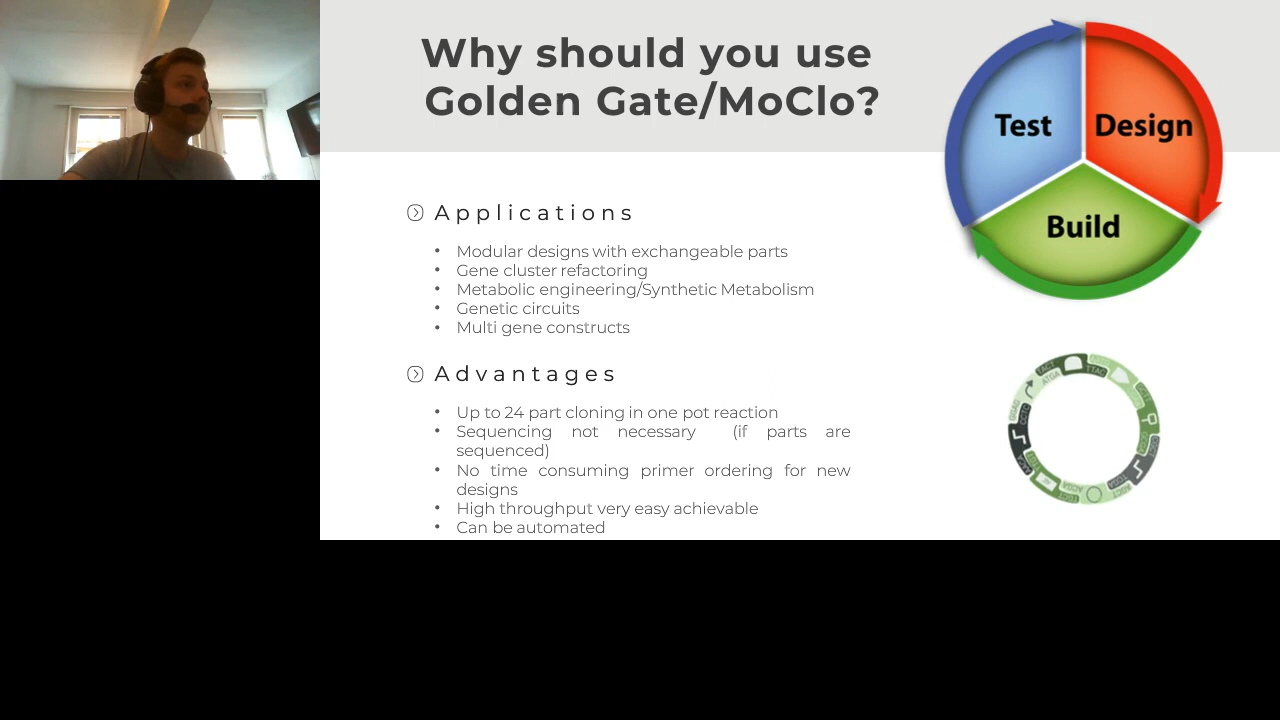 Why should you use
Golden Gate/MoClo?
Test
Design
Build
Applications
• Modular designs with exchangeable parts
• Gene cluster refactoring
• Metabolic engineering/Synthetic Metabolism
• Genetic circuits
• Multi gene constructs
Advantages
• Up to 24 part cloning in one pot reaction
• Sequencing not necessary (if parts are
sequenced)
• No time consuming primer ordering for new
designs
• High throughput very easy achievable
• Can be automated